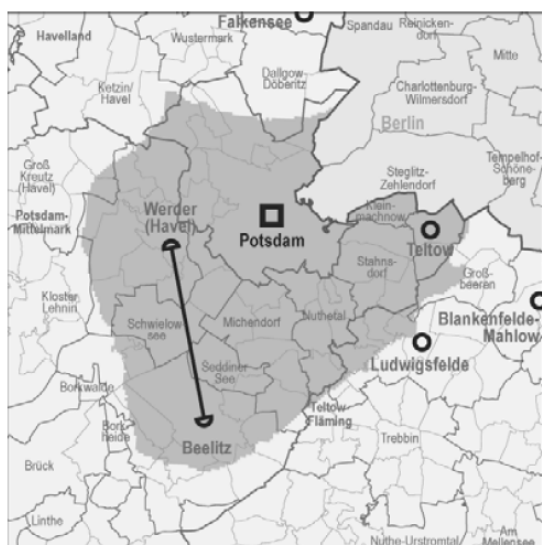 Falkensee
Havelland
Spandau
Reinicken-
dorf
Wustermark
Mitte
Dallgow-
Döberitz
Ketzin/
Havel
Charlottenburg-
Wilmersdorf
Berlin
Groß
Kreutz
(Havel)
Tempelhof-
Schöne-
berg
Steglitz-
Zehlendorf
Potsdam-
Mittelmark
Werder
(Havel)
Klein-
machnow
Potsdam
Teltow
Stahns-
dorf
Groß-
beeren
Kloster
Lehnin
Schwielow-
see
Michendorf
Nuthetal
Blankenfelde-
Mahlow
Seddiner
See
Ludwigsfelde
Borkwalde
Teltow-
Fläming
Bork-
heide
Beelitz
Trebbin
Brück
Linthe
Nuthe-Urstromtal
Am
Mellensee